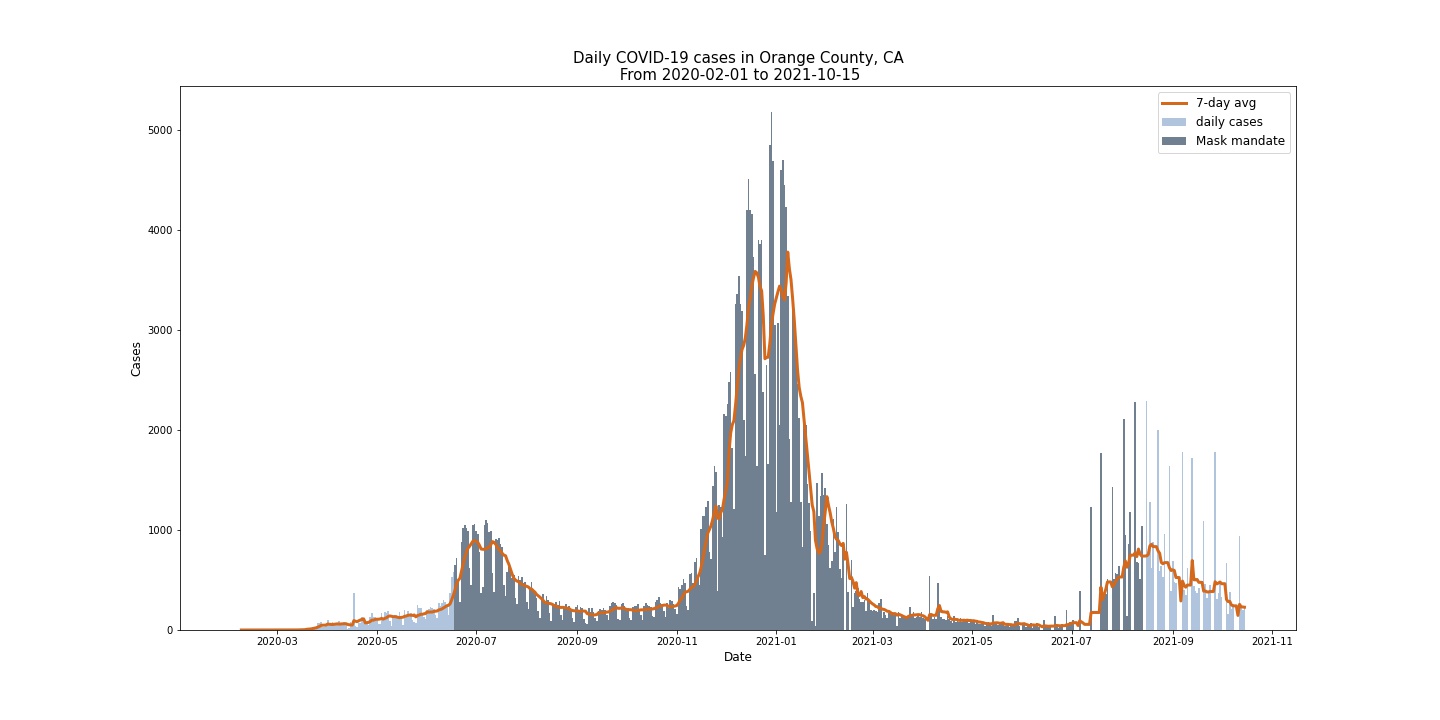 Daily COVID-19 cases in Orange County, CA
From 2020-02-01 to 2021-10-15
7-day avg
daily cases
Mask mandate
5000
4000
3000
2000
1000
0
Cases
2020-03 2020-05 2020-07 2020-09 2020-11 2021-01 2021-03 2021-05 2021-07 2021-09 2021-11
Date